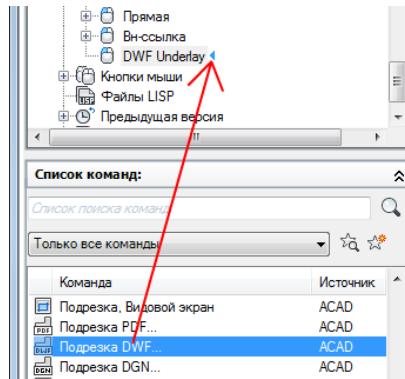 Прямая
Вн-ссылка
DWF Underlay
Кнопки мыши
Файлы LISP
Предыдущая версия
Список команд:
Список поиска команд
Только все команды
Команда Источник
Подрезка, Видовой экран ACAD
Подрезка PDF... ACAD
Подрезка DWF... ACAD
Подрезка DGN... ACAD